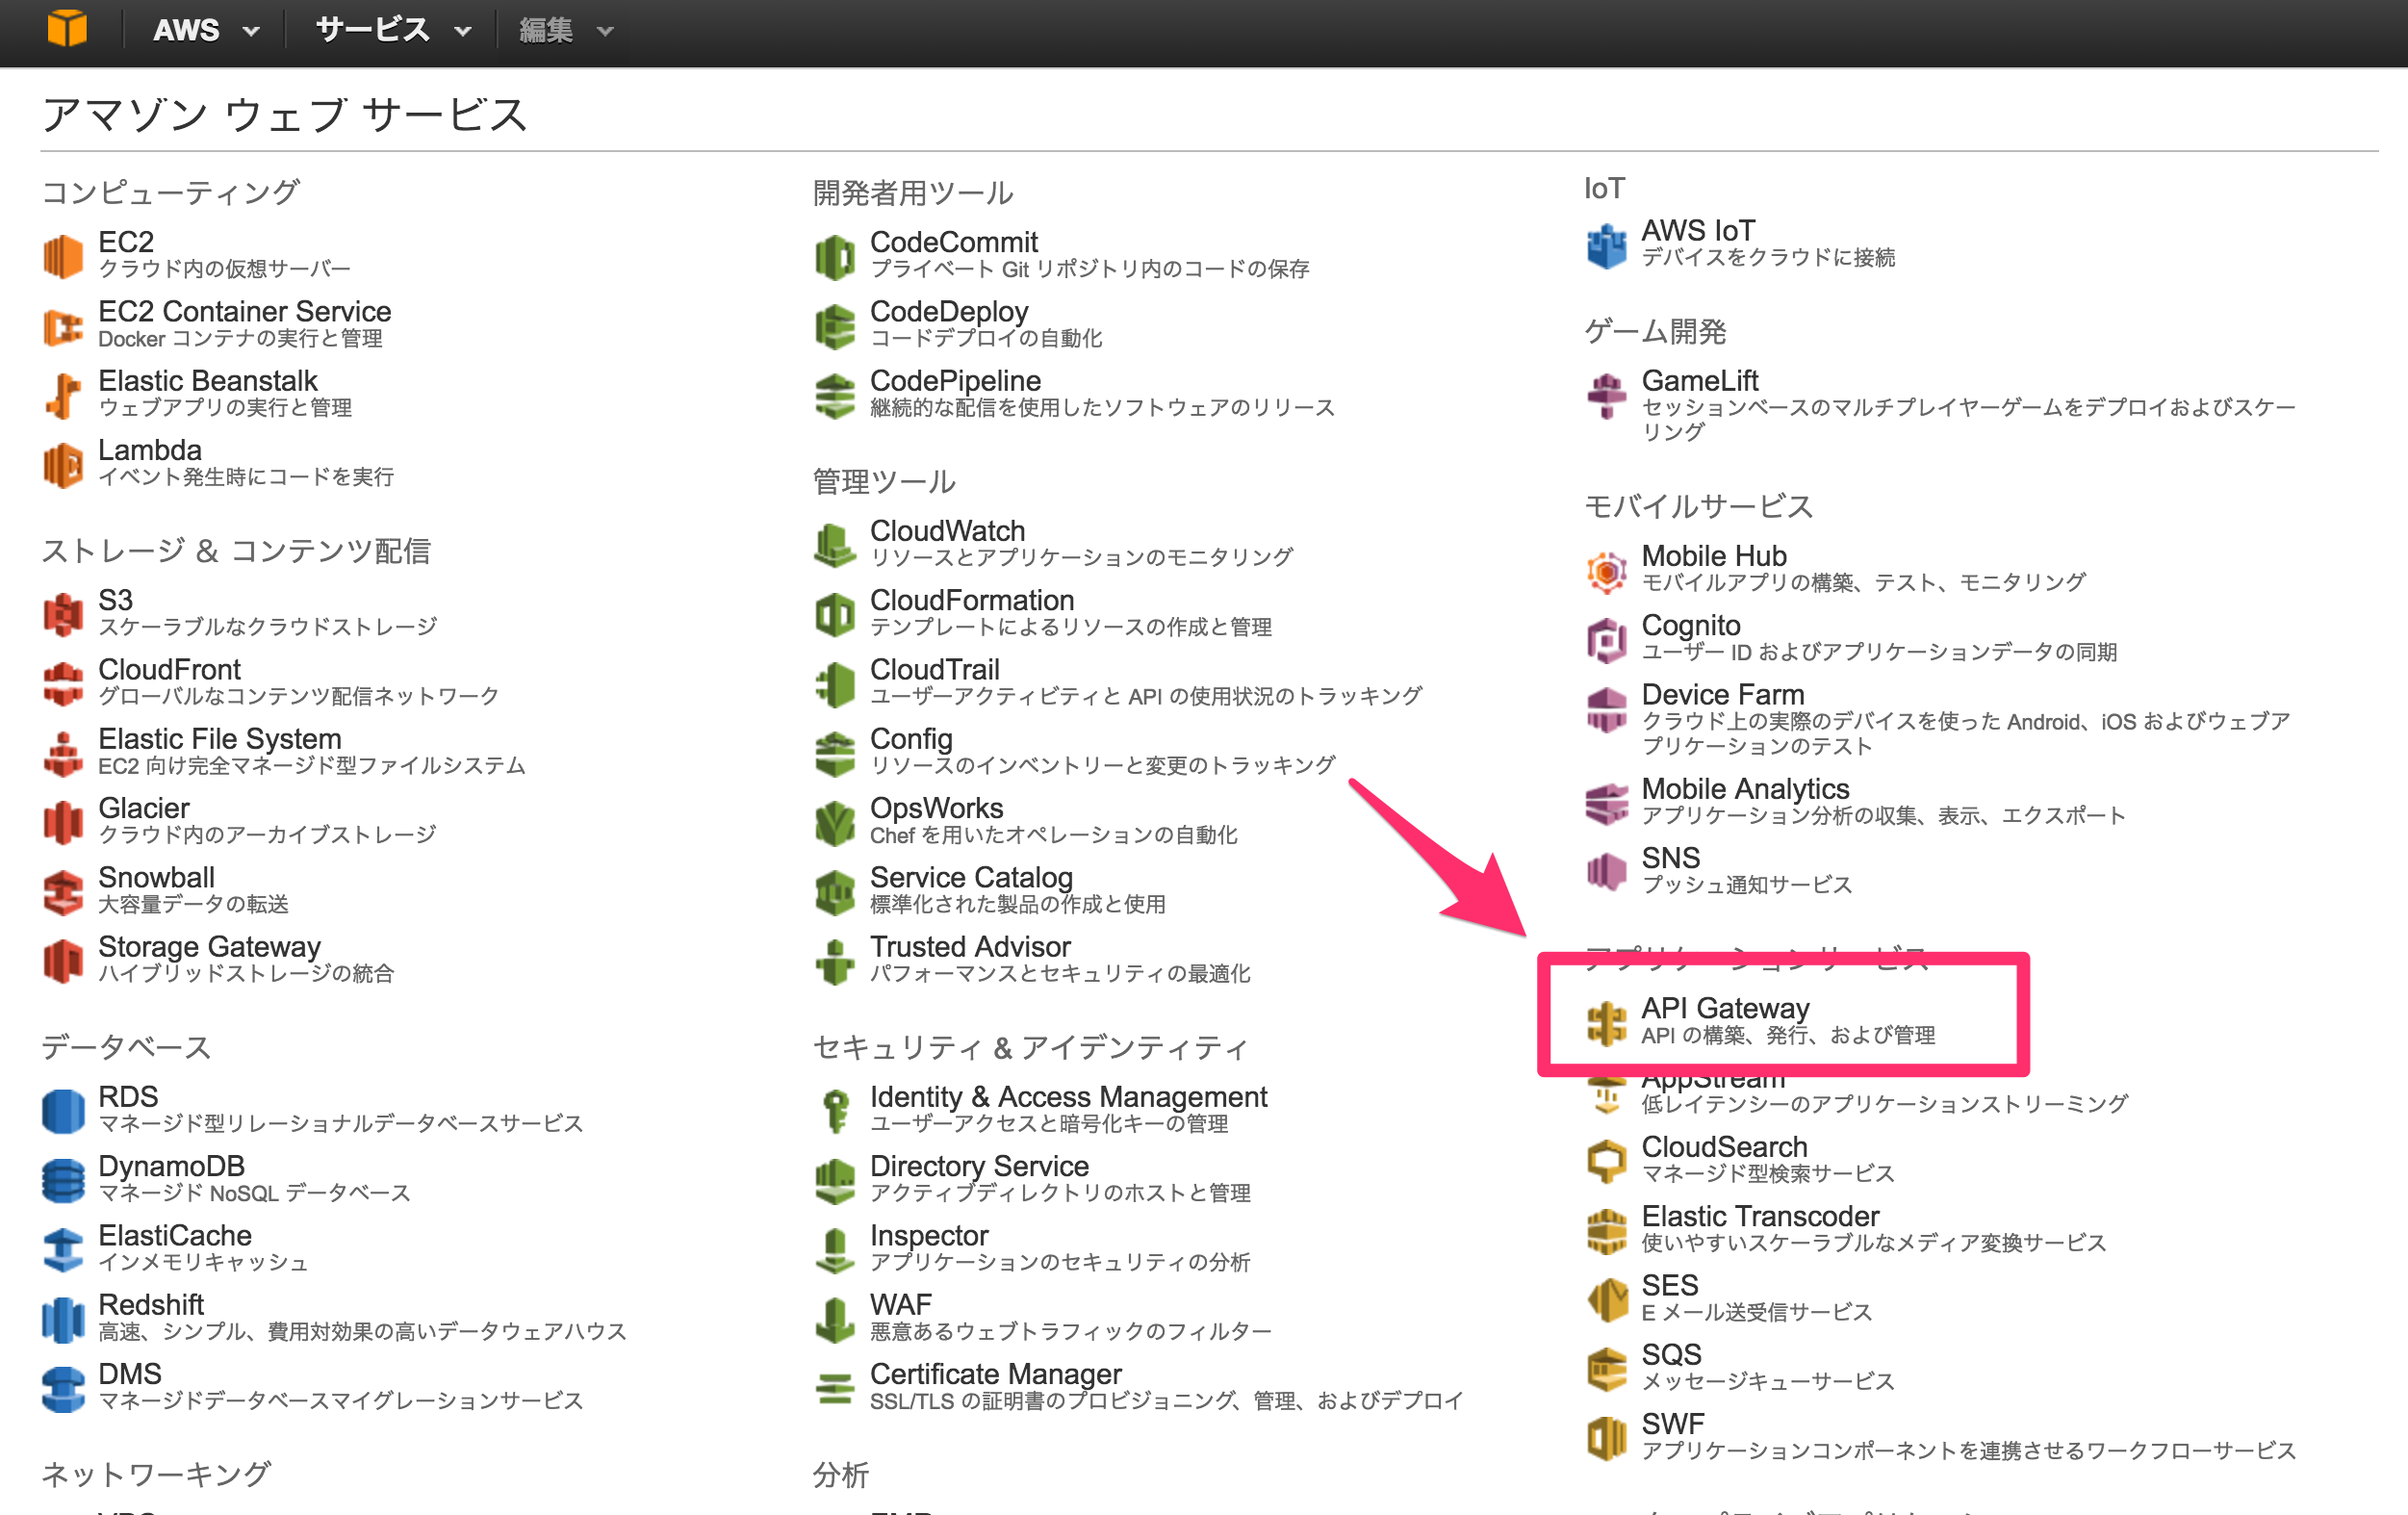 AWS サービス 編集
アマゾン ウェブ サービス
コンピューティング
EC2
クラウド内の仮想サーバー
EC2 Container Service
Docker コンテナの実行と管理
Elastic Beanstalk
ウェブアプリの実行と管理
Lambda
イベント発生時にコードを実行
ストレージ & コンテンツ配信
S3
スケーラブルなクラウドストレージ
CloudFront
グローバルなコンテンツ配信ネットワーク
Elastic File System
EC2 向け完全マネージド型ファイルシステム
Glacier
クラウド内のアーカイブストレージ
Snowball
大容量データの転送
Storage Gateway
ハイブリッドストレージの統合
データベース
RDS
マネージド型リレーショナルデータベースサービス
DynamoDB
マネージド NoSQL データベース
ElastiCache
インメモリキャッシュ
Redshift
高速、シンプル、費用対効果の高いデータウェアハウス
DMS
マネージドデータベースマイグレーションサービス
ネットワーキング
開発者用ツール
CodeCommit
プライベート Git リポジトリ内のコードの保存
CodeDeploy
コードデプロイの自動化
CodePipeline
継続的な配信を使用したソフトウェアのリリース
管理ツール
CloudWatch
リソースとアプリケーションのモニタリング
CloudFormation
テンプレートによるリソースの作成と管理
CloudTrail
ユーザーアクティビティと API の使用状況のトラッキング
Config
リソースのインベントリーと変更のトラッキング
OpsWorks
Chef を用いたオペレーションの自動化
Service Catalog
標準化された製品の作成と使用
Trusted Advisor
パフォーマンスとセキュリティの最適化
セキュリティ & アイデンティティ
Identity & Access Management
ユーザーアクセスと暗号化キーの管理
Directory Service
アクティブディレクトリのホストと管理
Inspector
アプリケーションのセキュリティの分析
WAF
悪意あるウェブトラフィックのフィルター
Certificate Manager
SSL/TLS の証明書のプロビジョニング、管理、およびデプロイ
分析
IoT
AWS IoT
デバイスをクラウドに接続
ゲーム開発
GameLift
セッションベースのマルチプレイヤーゲームをデプロイおよびスケー
リング
モバイルサービス
Mobile Hub
モバイルアプリの構築、テスト、モニタリング
Cognito
ユーザー ID およびアプリケーションデータの同期
Device Farm
クラウド上の実際のデバイスを使った Android、iOS およびウェブア
プリケーションのテスト
Mobile Analytics
アプリケーション分析の収集、表示、エクスポート
SNS
プッシュ通知サービス
アプリケーションサービス
API Gateway
API の構築、発行、および管理
AppStream
低レイテンシーのアプリケーションストリーミング
CloudSearch
マネージド型検索サービス
Elastic Transcoder
使いやすいスケーラブルなメディア変換サービス
SES
E メール送受信サービス
SQS
メッセージキューサービス
SWF
アプリケーションコンポーネントを連携させるワークフローサービス